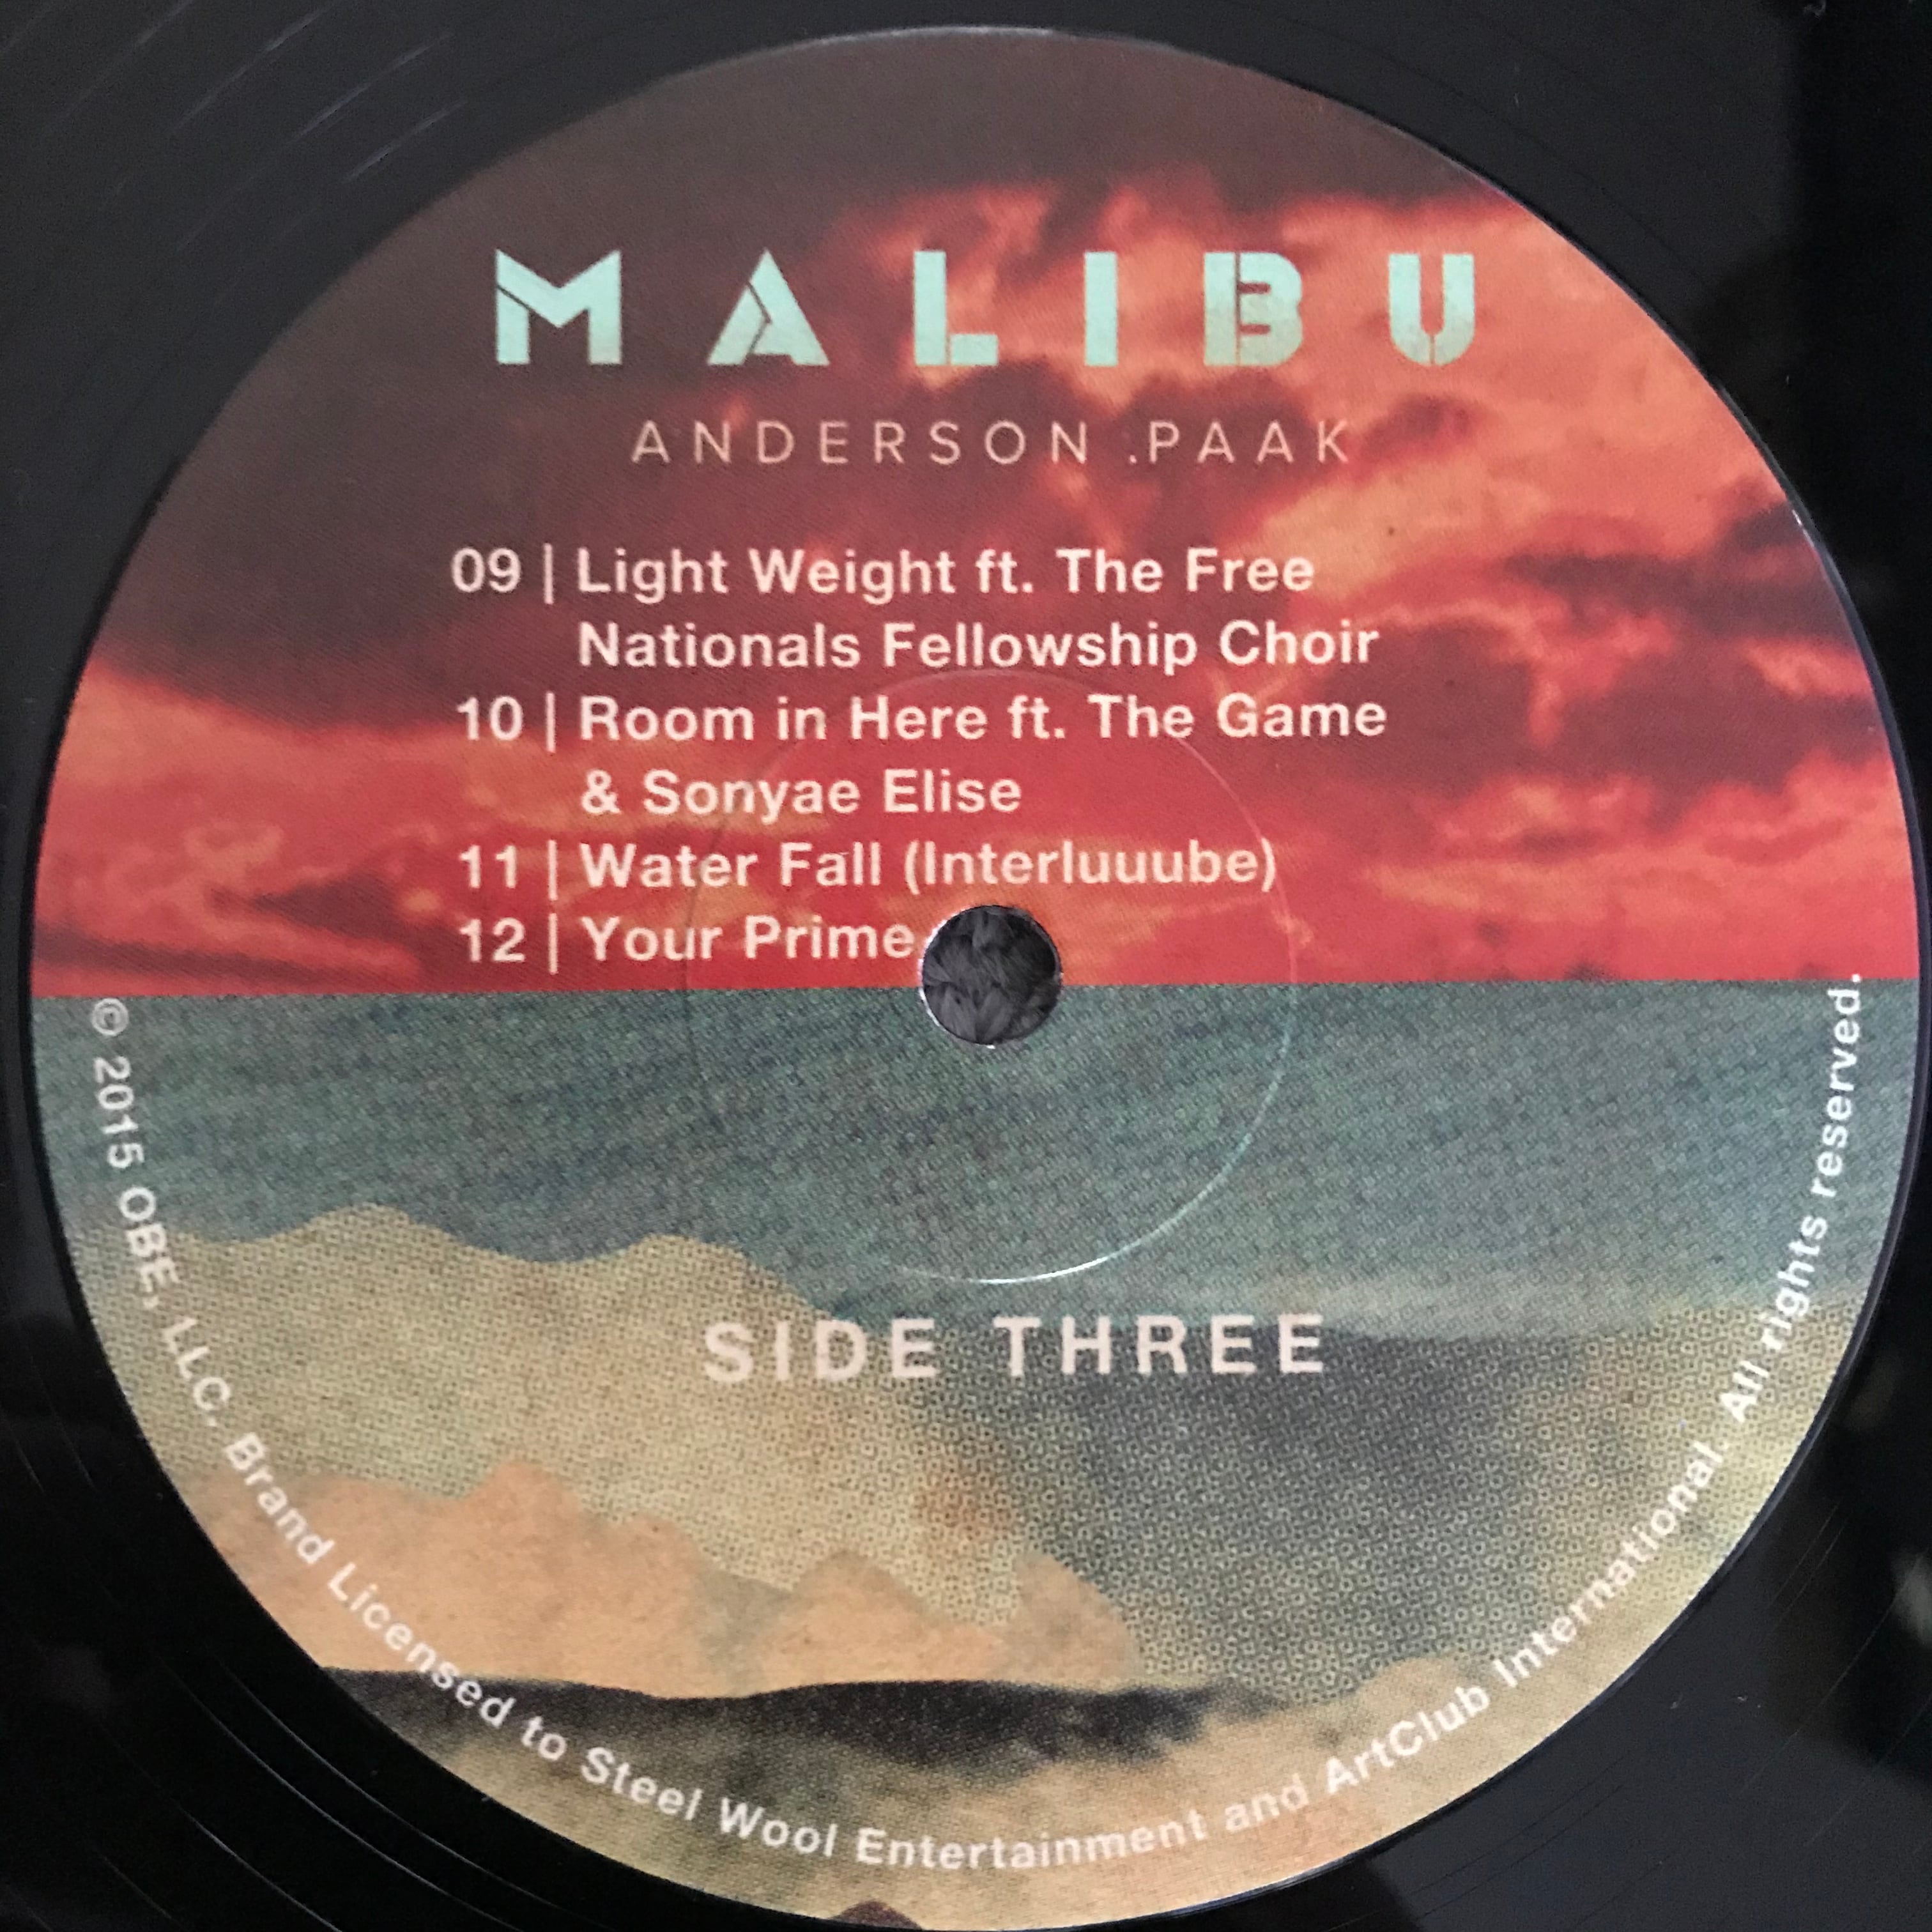 MALIBU
ANDERSON .PAAK
09 | Light Weight ft. The Free
Nationals Fellowship Choir
10 | Room in Here ft. The Game
& Sonyae Elise
11 | Water Fall (Interluuube)
12 | Your Prime
SIDE THREE
© 2015 OBE, LLC. Brand Licensed to Steel Wool Entertainment and ArtClub International. All rights reserved.